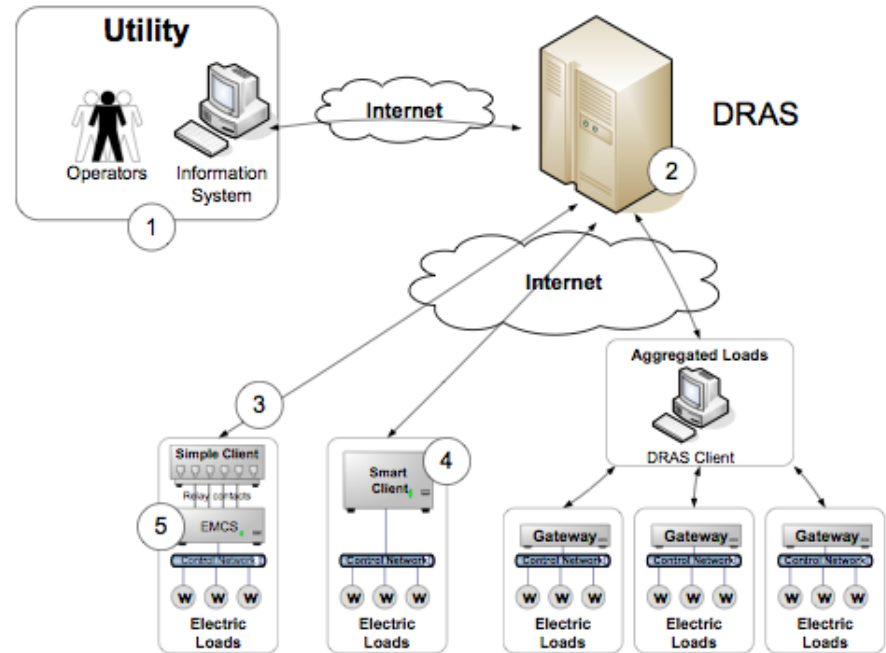 Utility
Operators
Information
System
1
Internet
DRAS
2
Internet
Aggregated Loads
DRAS Client
3
Simple Client
Relay contacts
EMCS
5
Control Network
W W W
Electric
Loads
4
Smart
Client
Control Network
W W W
Electric
Loads
Gateway
Control Network
W W W
Electric
Loads
Gateway
Control Network
W W W
Electric
Loads
Gateway
Control Network
W W W
Electric
Loads